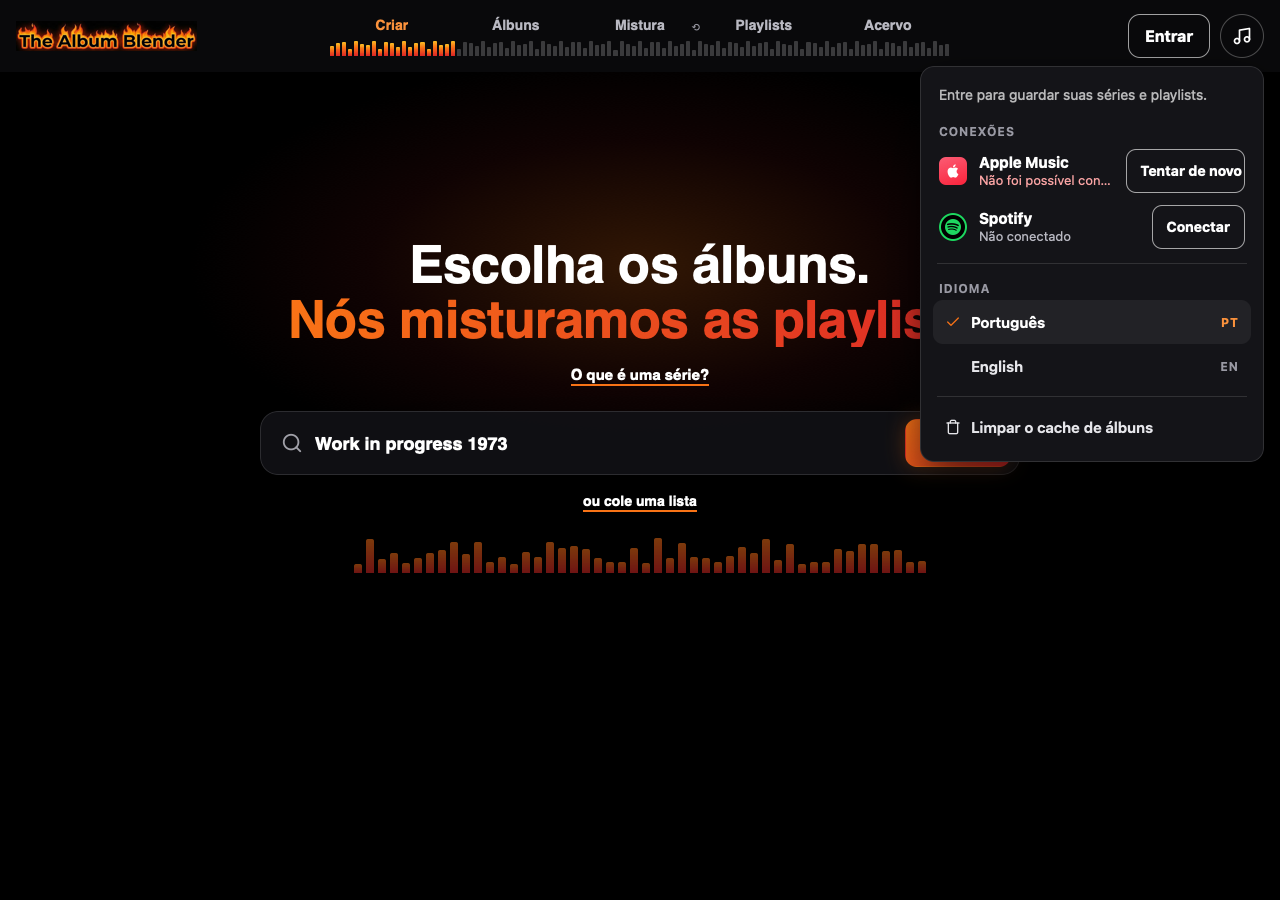 The Album Blender
Criar
Álbuns
Mistura
Playlists
Acervo
Entrar
Entre para guardar suas séries e playlists.
CONEXÕES
Apple Music
Não foi possível con...
Tentar de novo
Spotify
Não conectado
Conectar
IDIOMA
Português PT
English EN
Limpar o cache de álbuns
Escolha os álbuns.
Nós misturamos as playlis
O que é uma série?
Work in progress 1973
ou cole uma lista